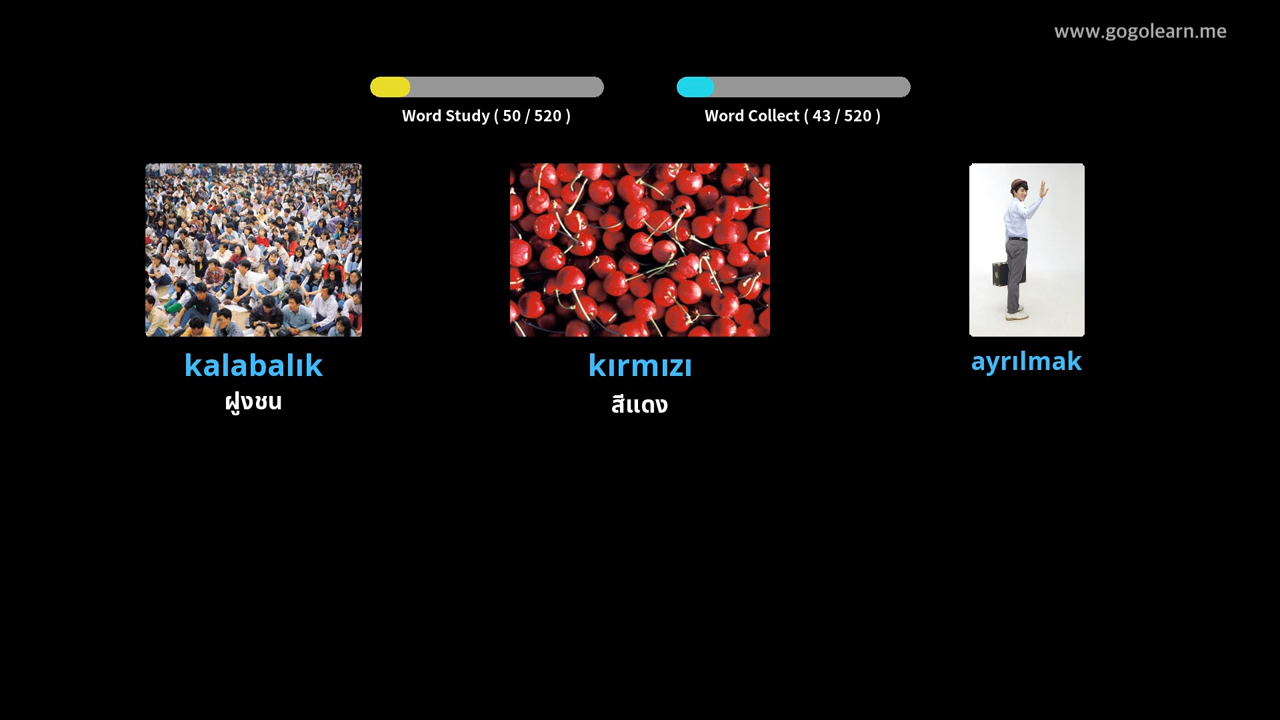 www.gogolearn.me
Word Study ( 50 / 520 )
Word Collect ( 43 / 520 )
kalabalık
ฝูงชน
kırmızı
สีแดง
ayrılmak